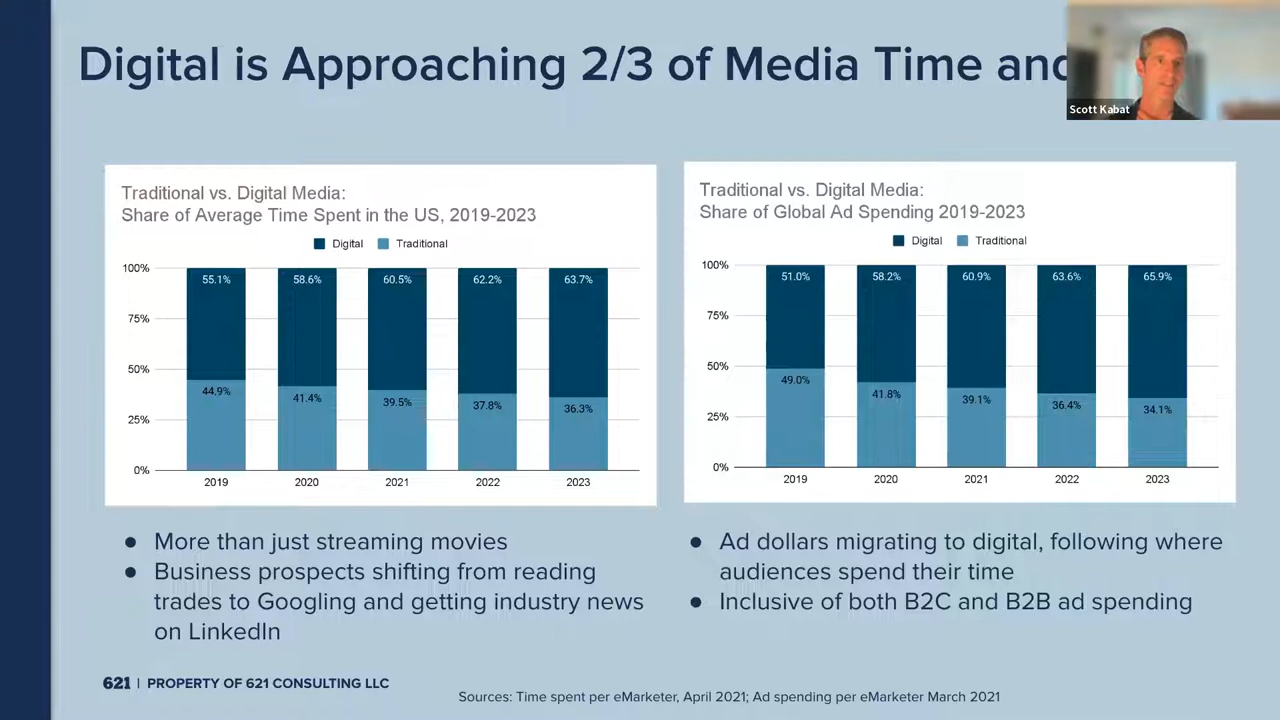 Digital is Approaching 2/3 of Media Time and
Scott Kabat
Traditional vs. Digital Media:
Share of Average Time Spent in the US, 2019-2023
Digital Traditional
100%
75%
50%
25%
0%
55.1% 58.6% 60.5% 62.2% 63.7%
44.9% 41.4% 39.5% 37.8% 36.3%
2019 2020 2021 2022 2023
Traditional vs. Digital Media:
Share of Global Ad Spending 2019-2023
Digital Traditional
100%
75%
50%
25%
0%
51.0% 58.2% 60.9% 63.6% 65.9%
49.0% 41.8% 39.1% 36.4% 34.1%
2019 2020 2021 2022 2023
● More than just streaming movies
● Business prospects shifting from reading
trades to Googling and getting industry news
on LinkedIn
● Ad dollars migrating to digital, following where
audiences spend their time
● Inclusive of both B2C and B2B ad spending
621 | PROPERTY OF 621 CONSULTING LLC
Sources: Time spent per eMarketer, April 2021; Ad spending per eMarketer March 2021